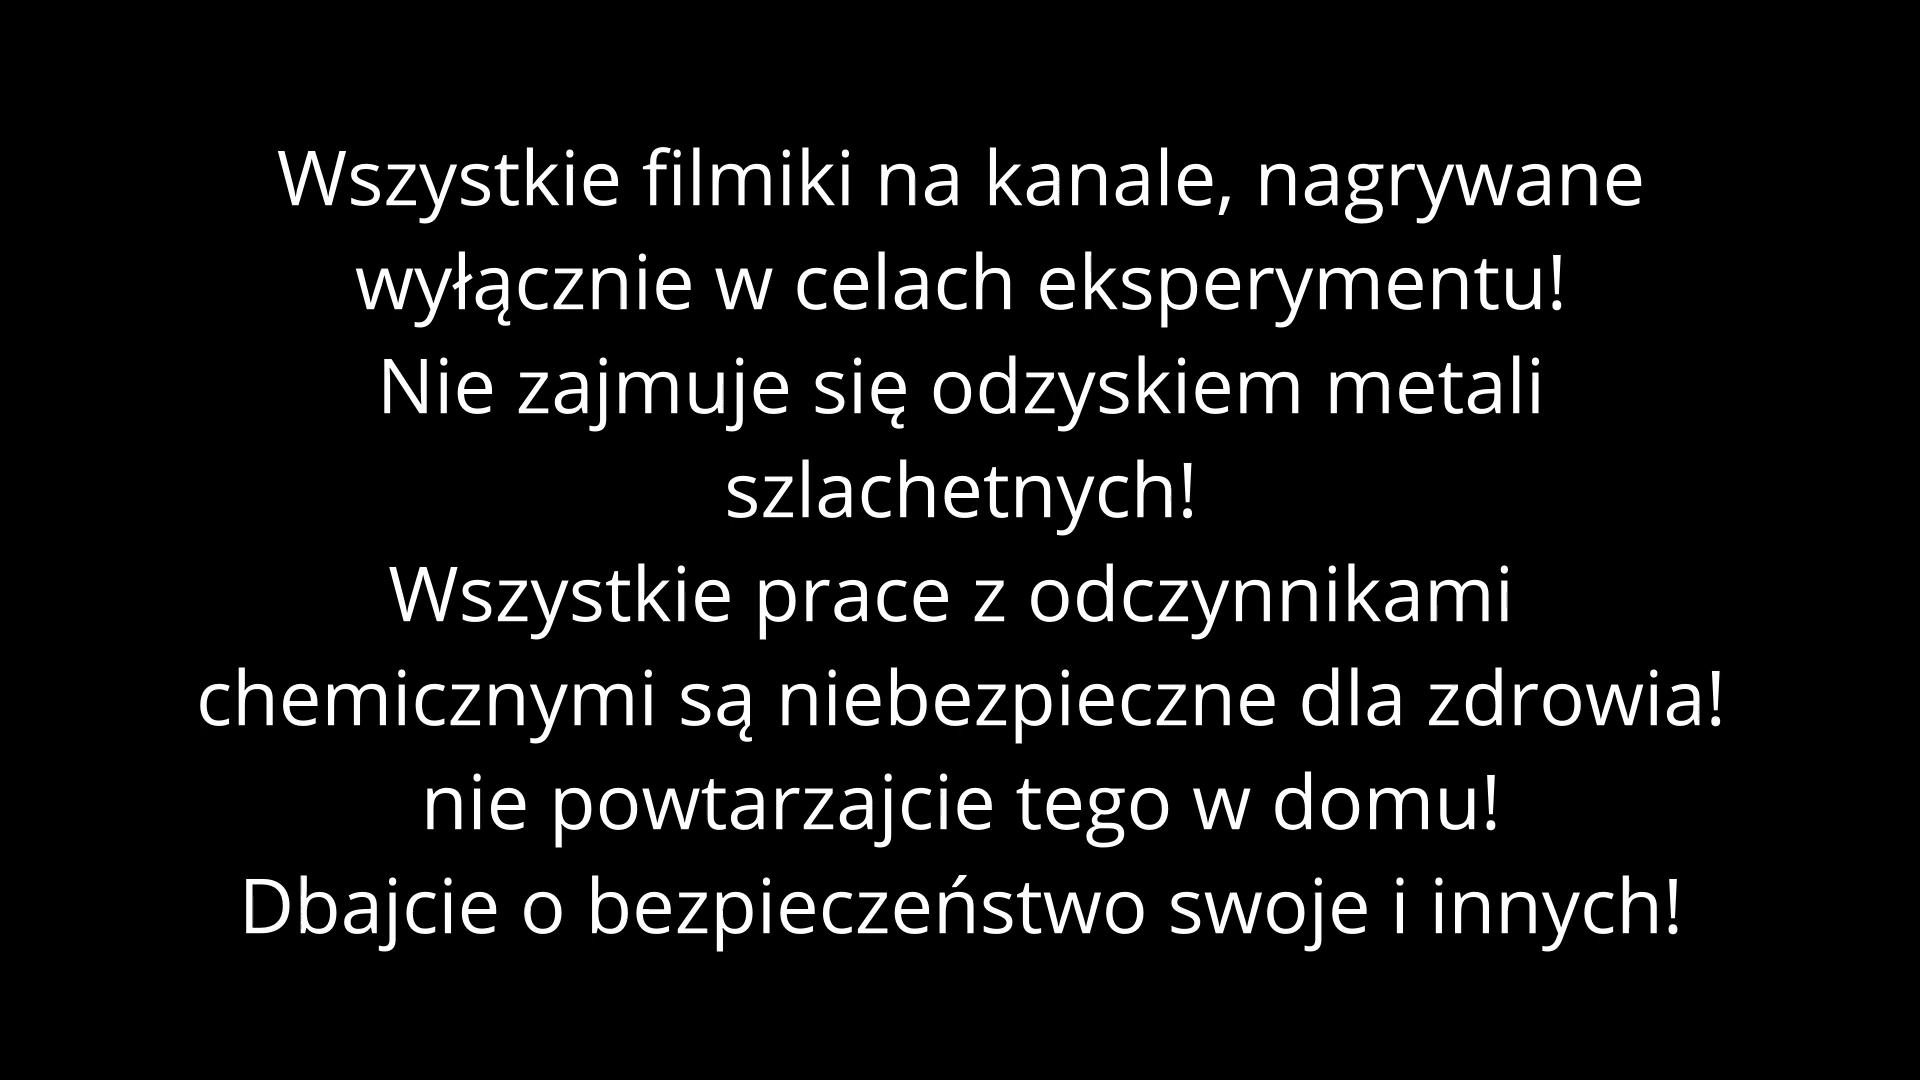 Wszystkie filmiki na kanale, nagrywane
wyłącznie w celach eksperymentu!
Nie zajmuje się odzyskiem metali
szlachetnych!
Wszystkie prace z odczynnikami
chemicznymi są niebezpieczne dla zdrowia!
nie powtarzajcie tego w domu!
Dbajcie o bezpieczeństwo swoje i innych!